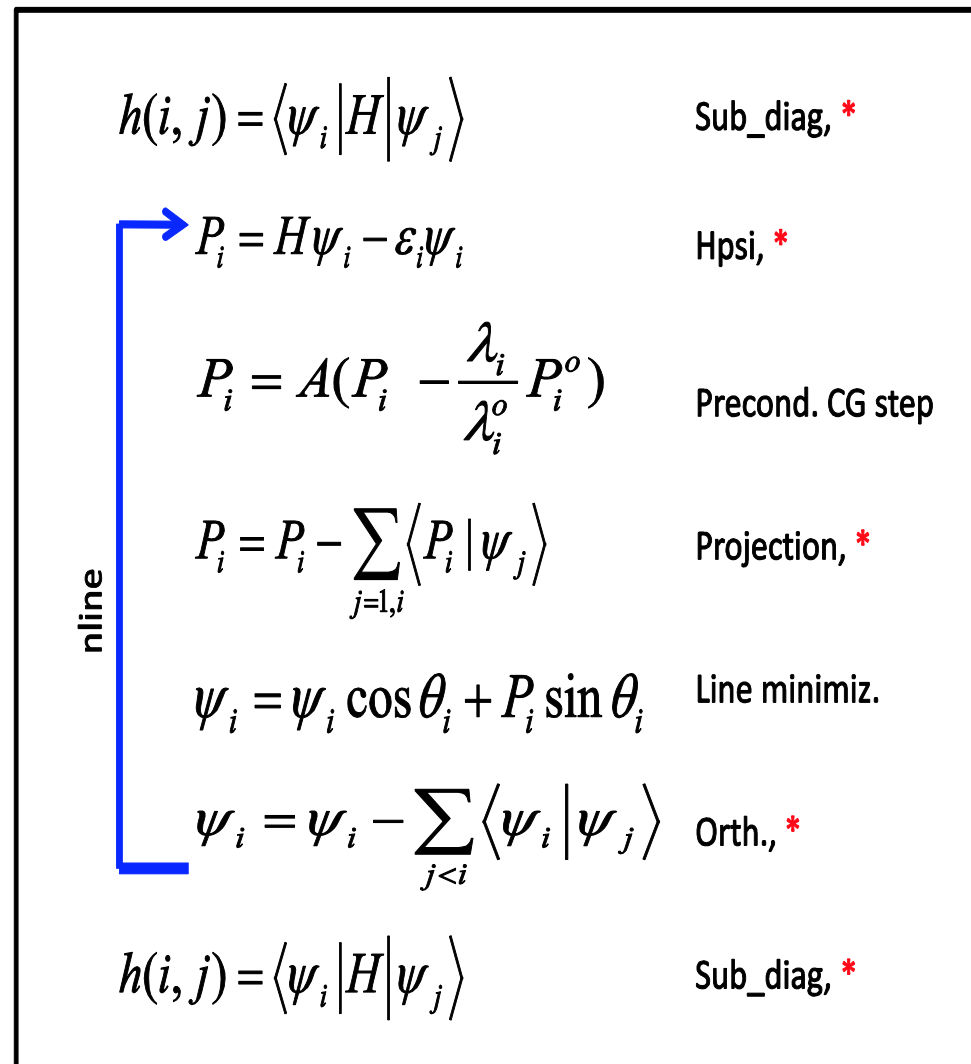 h(i, j) = ⟨ψ_i|H|ψ_j⟩ Sub_diag, *
P_i = Hψ_i − ε_iψ_i Hpsi, *
P_i = A(P_i − λ_i/λ_i^o P_i^o) Precond. CG step
P_i = P_i − ∑_{j=1,i} ⟨P_i | ψ_j⟩ Projection, *
nline
ψ_i = ψ_i cos θ_i + P_i sin θ_i Line minimiz.
ψ_i = ψ_i − ∑_{j<i} ⟨ψ_i|ψ_j⟩ Orth., *
h(i, j) = ⟨ψ_i|H|ψ_j⟩ Sub_diag, *